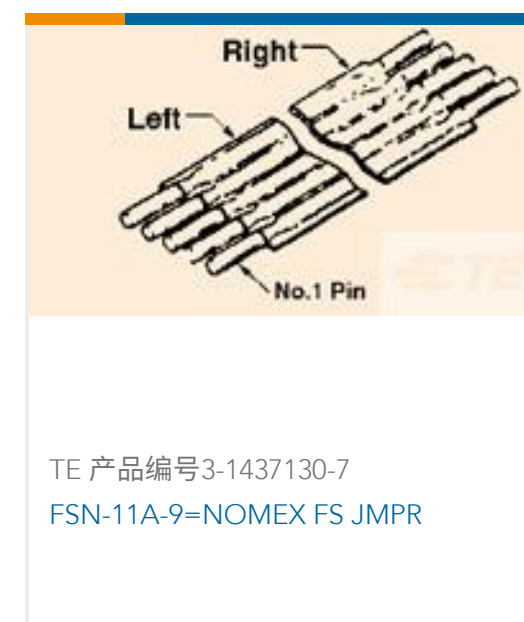 Right
Left
No.1 Pin
TE
TE 产品编号3-1437130-7
FSN-11A-9=NOMEX FS JMPR